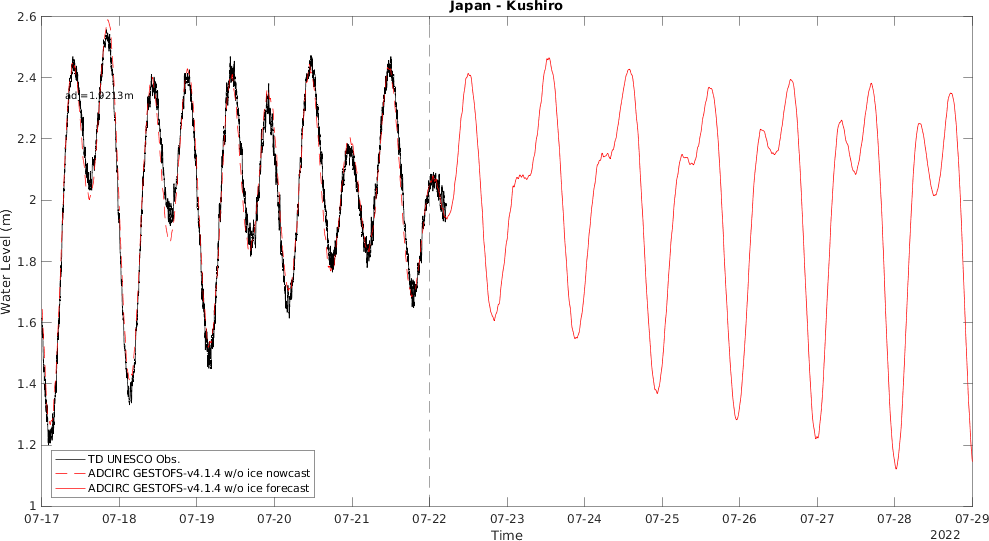 Japan - Kushiro
2.6
2.4
2.2
2
1.8
1.6
1.4
1.2
1
Water Level (m)
ad =1.9213m
TD UNESCO Obs.
ADCIRC GESTOFS-v4.1.4 w/o ice nowcast
ADCIRC GESTOFS-v4.1.4 w/o ice forecast
07-17 07-18 07-19 07-20 07-21 07-22 07-23 07-24 07-25 07-26 07-27 07-28 07-29
Time
2022